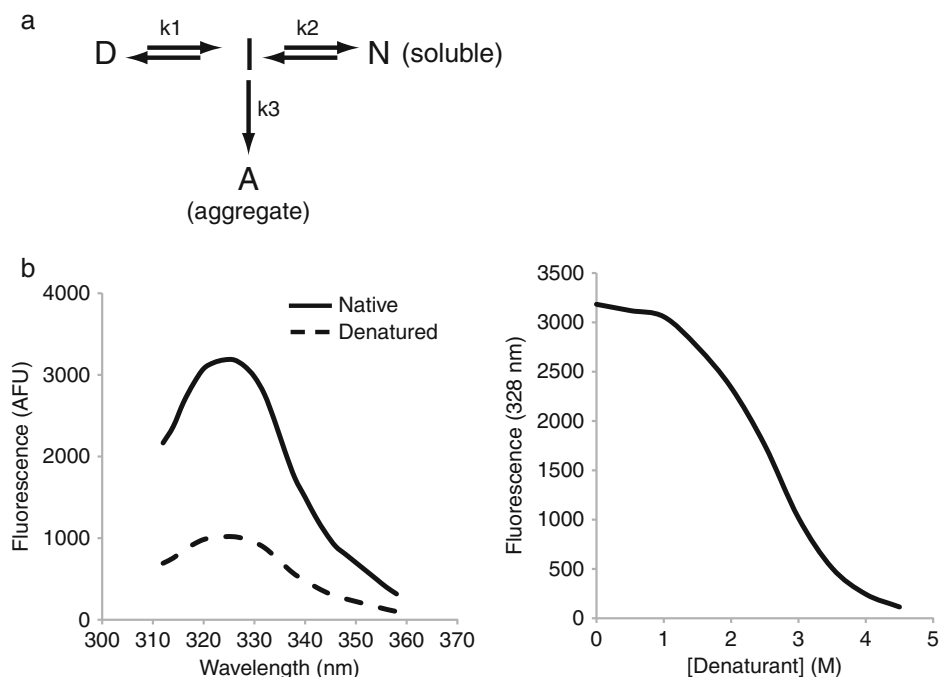 a
k1 k2
D I N (soluble)
k3
A
(aggregate)
b
Fluorescence (AFU)
4000
3000
2000
1000
0
Native
Denatured
300 310 320 330 340 350 360 370
Wavelength (nm)
Fluorescence (328 nm)
3500
3000
2500
2000
1500
1000
500
0
0 1 2 3 4 5
[Denaturant] (M)